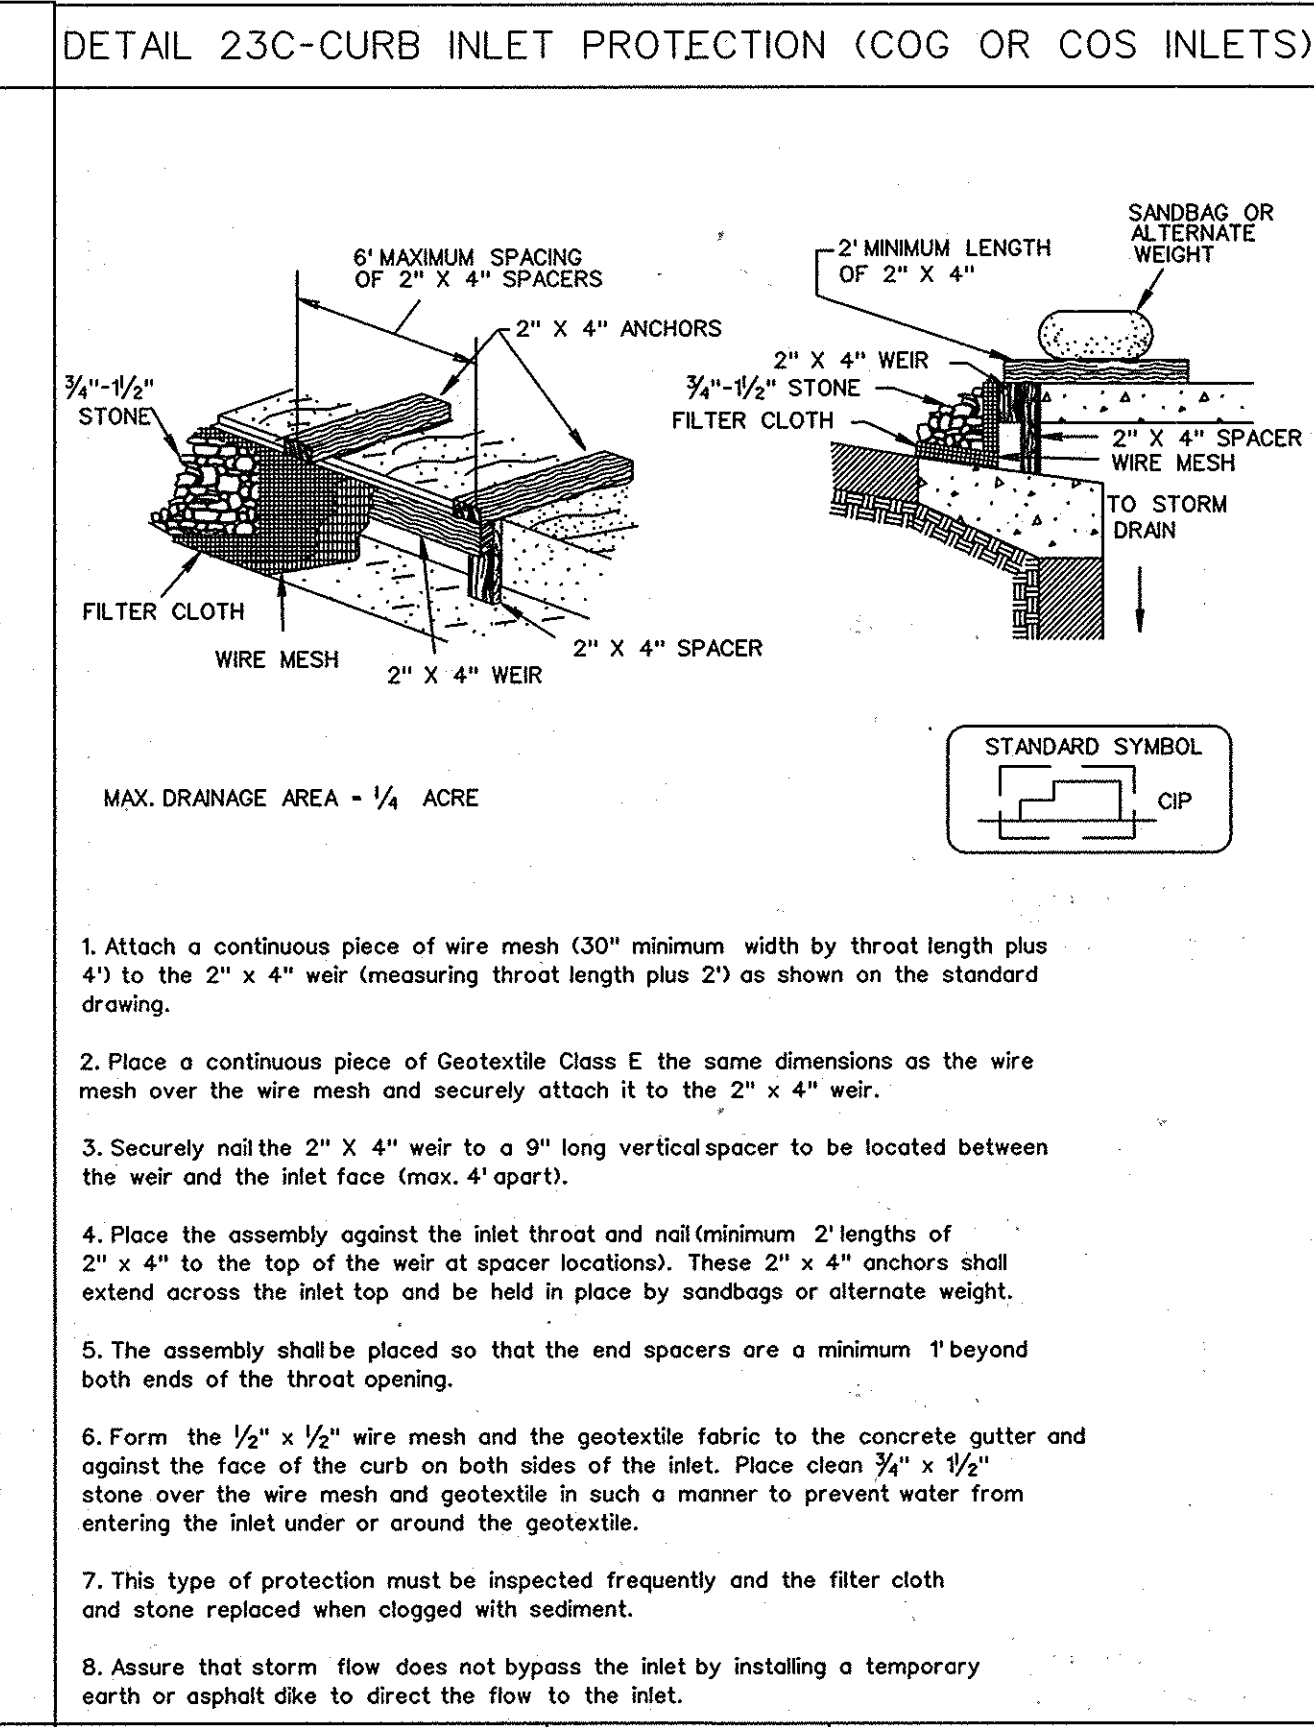 DETAIL 23C-CURB INLET PROTECTION (COG OR COS INLETS)
6' MAXIMUM SPACING
OF 2" X 4" SPACERS
2" X 4" ANCHORS
3/4"-1 1/2"
STONE
FILTER CLOTH
WIRE MESH
2" X 4" WEIR
2" X 4" SPACER
SANDBAG OR
ALTERNATE
WEIGHT
2' MINIMUM LENGTH
OF 2" X 4"
2" X 4" WEIR
3/4"-1 1/2" STONE
FILTER CLOTH
2" X 4" SPACER
WIRE MESH
TO STORM
DRAIN
STANDARD SYMBOL
CIP
MAX. DRAINAGE AREA - 1/4 ACRE
1. Attach a continuous piece of wire mesh (30" minimum width by throat length plus
4') to the 2" x 4" weir (measuring throat length plus 2') as shown on the standard
drawing.
2. Place a continuous piece of Geotextile Class E the same dimensions as the wire
mesh over the wire mesh and securely attach it to the 2" x 4" weir.
3. Securely nail the 2" X 4" weir to a 9" long vertical spacer to be located between
the weir and the inlet face (max. 4' apart).
4. Place the assembly against the inlet throat and nail (minimum 2' lengths of
2" x 4" to the top of the weir at spacer locations). These 2" x 4" anchors shall
extend across the inlet top and be held in place by sandbags or alternate weight.
5. The assembly shall be placed so that the end spacers are a minimum 1' beyond
both ends of the throat opening.
6. Form the 1/2" x 1/2" wire mesh and the geotextile fabric to the concrete gutter and
against the face of the curb on both sides of the inlet. Place clean 3/4" x 1 1/2"
stone over the wire mesh and geotextile in such a manner to prevent water from
entering the inlet under or around the geotextile.
7. This type of protection must be inspected frequently and the filter cloth
and stone replaced when clogged with sediment.
8. Assure that storm flow does not bypass the inlet by installing a temporary
earth or asphalt dike to direct the flow to the inlet.